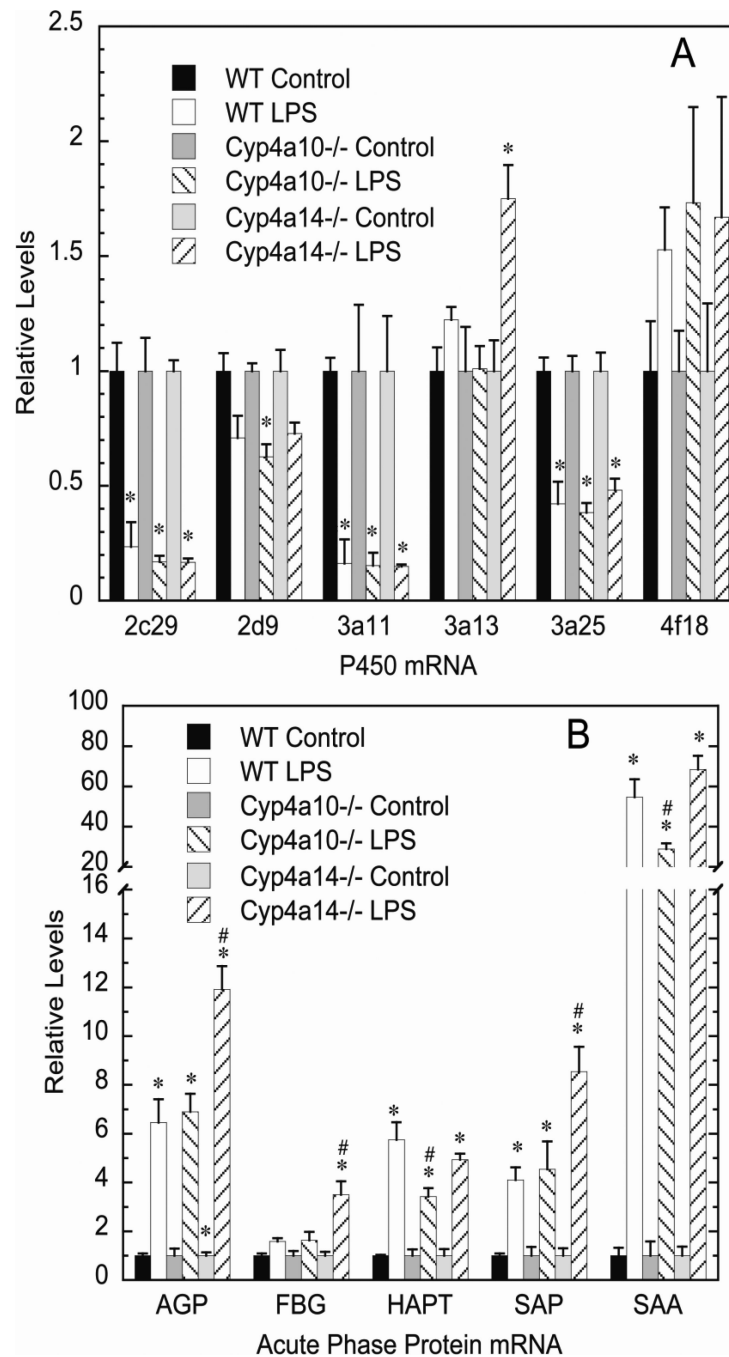 A
2.5
2
1.5
1
0.5
0
Relative Levels
WT Control
WT LPS
Cyp4a10-/- Control
Cyp4a10-/- LPS
Cyp4a14-/- Control
Cyp4a14-/- LPS
* * * * * * * * * * *
2c29 2d9 3a11 3a13 3a25 4f18
P450 mRNA
B
100
80
60
40
20
16
14
12
10
8
6
4
2
0
Relative Levels
WT Control
WT LPS
Cyp4a10-/- Control
Cyp4a10-/- LPS
Cyp4a14-/- Control
Cyp4a14-/- LPS
* * * # * # * * # * * * * # * * # * *
AGP FBG HAPT SAP SAA
Acute Phase Protein mRNA